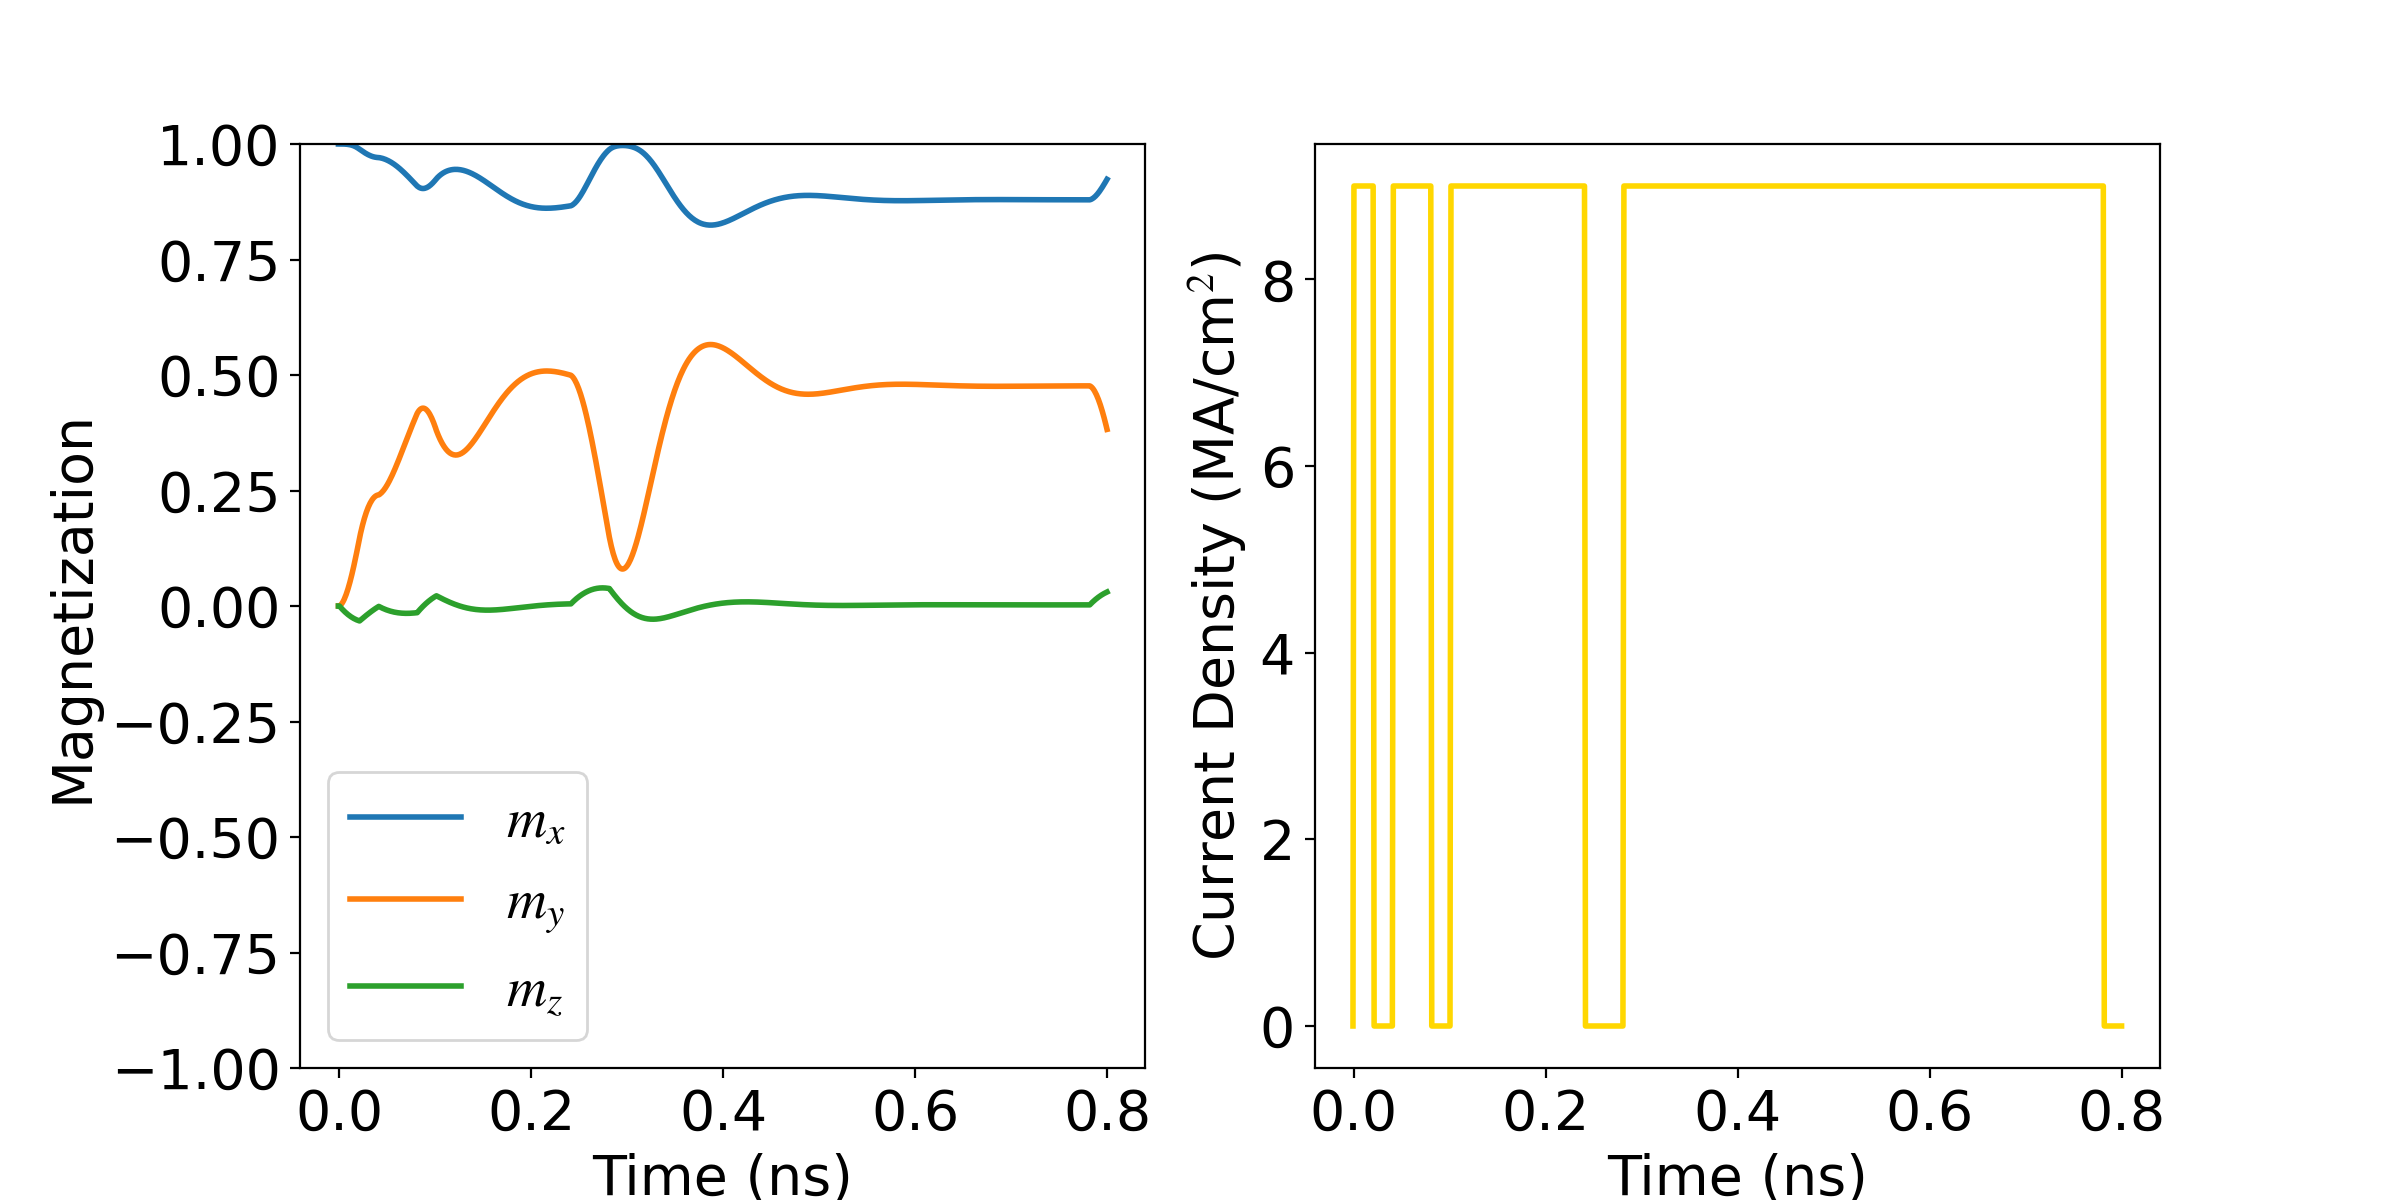 1.00
0.75
0.50
0.25
0.00
−0.25
−0.50
−0.75
−1.00
Magnetization
m_x
m_y
m_z
0.0 0.2 0.4 0.6 0.8
Time (ns)
8
6
4
2
0
Current Density (MA/cm²)
0.0 0.2 0.4 0.6 0.8
Time (ns)